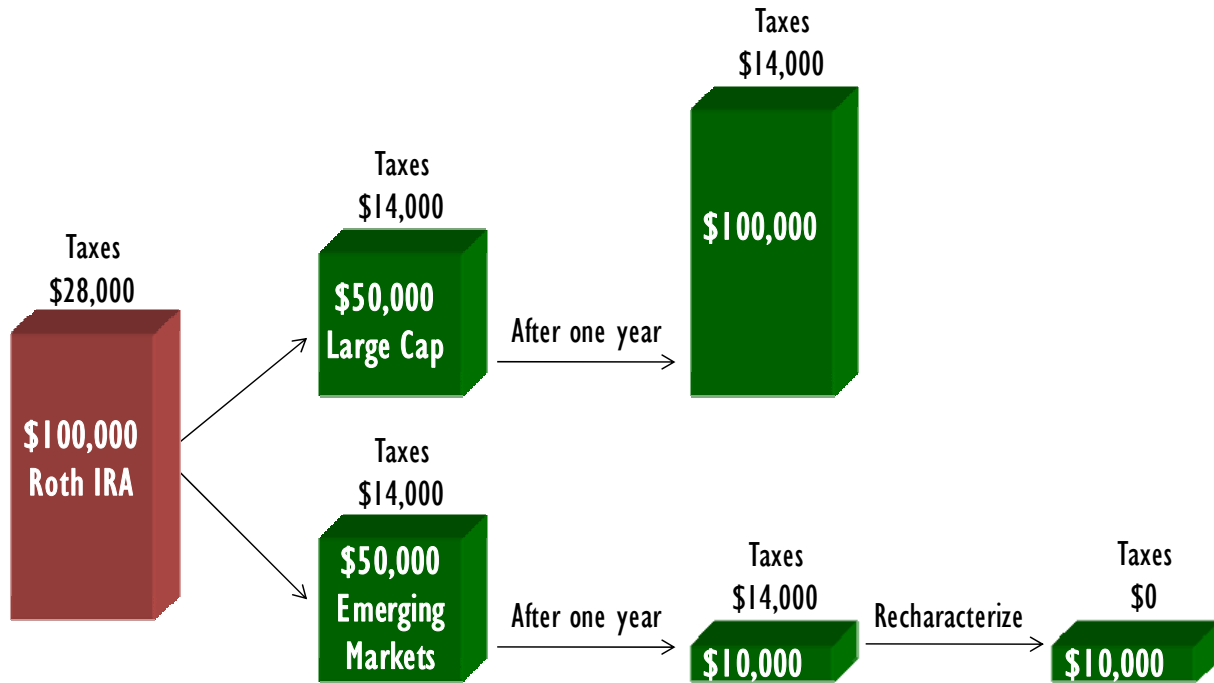 Taxes
$28,000
$100,000
Roth IRA
Taxes
$14,000
$50,000
Large Cap
After one year
Taxes
$14,000
$100,000
Taxes
$14,000
$50,000
Emerging
Markets
After one year
Taxes
$14,000
$10,000
Recharacterize
Taxes
$0
$10,000